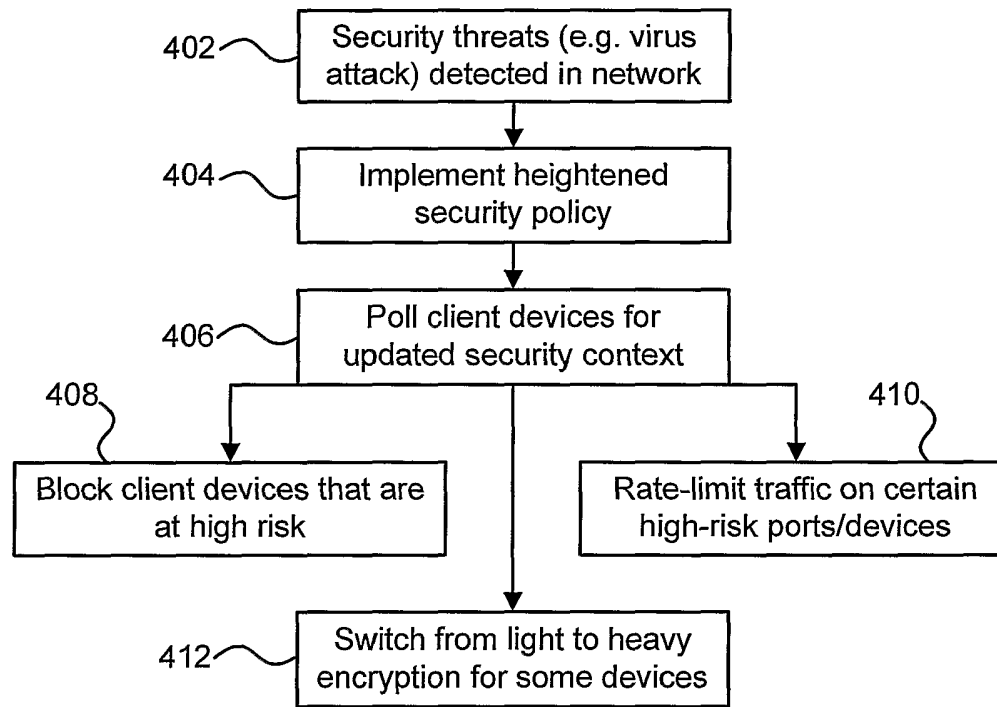 402
Security threats (e.g. virus
attack) detected in network
404
Implement heightened
security policy
406
Poll client devices for
updated security context
408
Block client devices that are
at high risk
410
Rate-limit traffic on certain
high-risk ports/devices
412
Switch from light to heavy
encryption for some devices